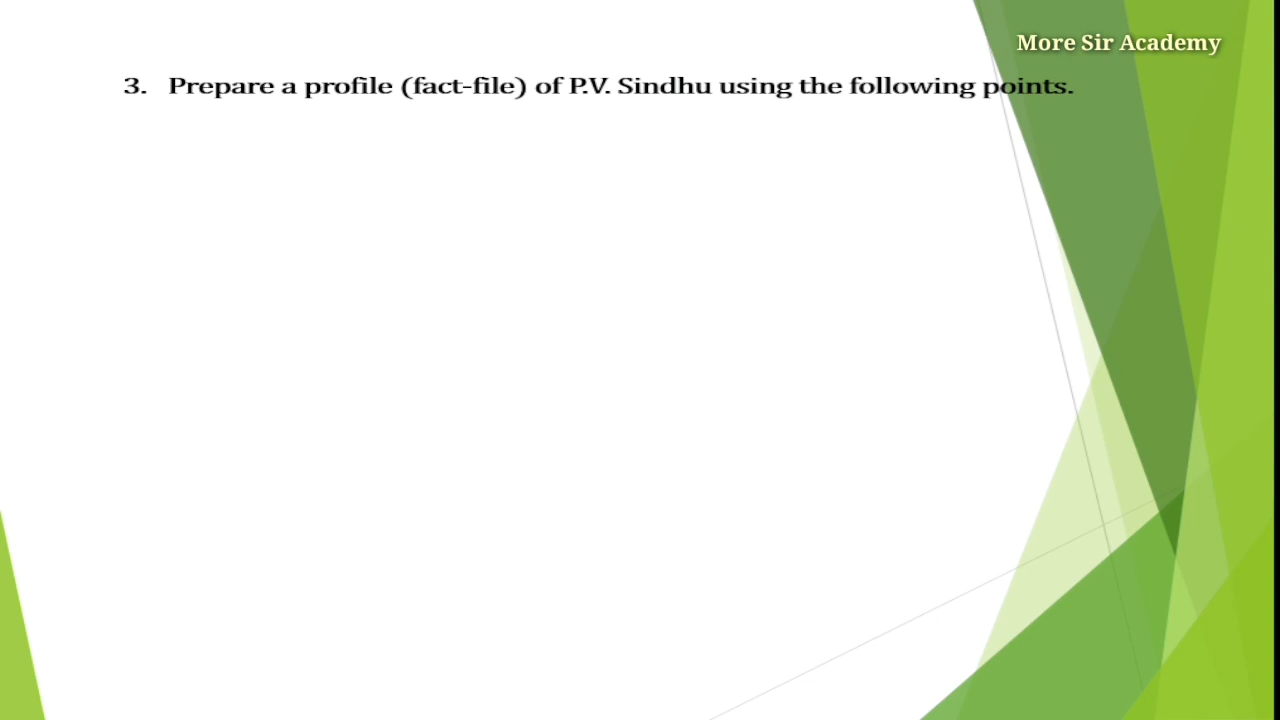 More Sir Academy
3. Prepare a profile (fact-file) of P.V. Sindhu using the following points.